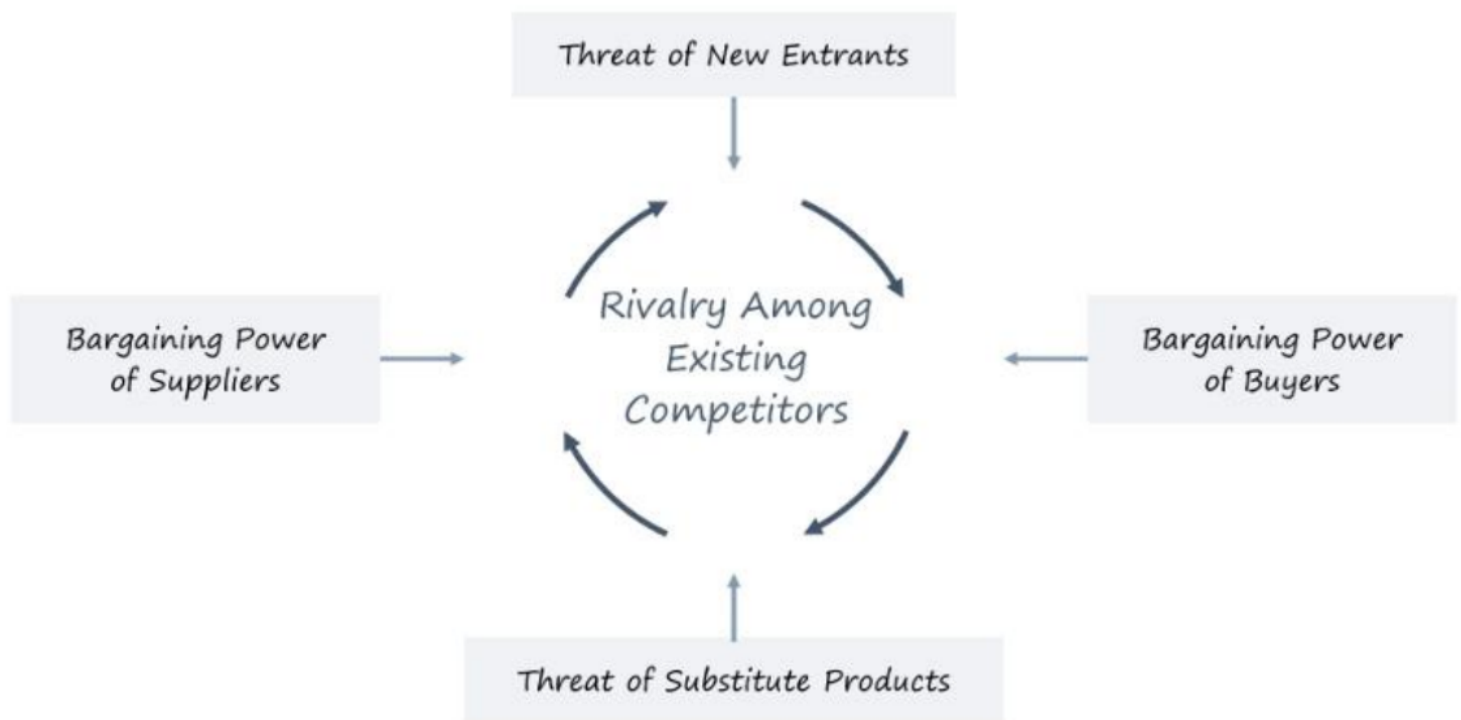 Threat of New Entrants
Bargaining Power
of Suppliers
Rivalry Among
Existing
Competitors
Bargaining Power
of Buyers
Threat of Substitute Products